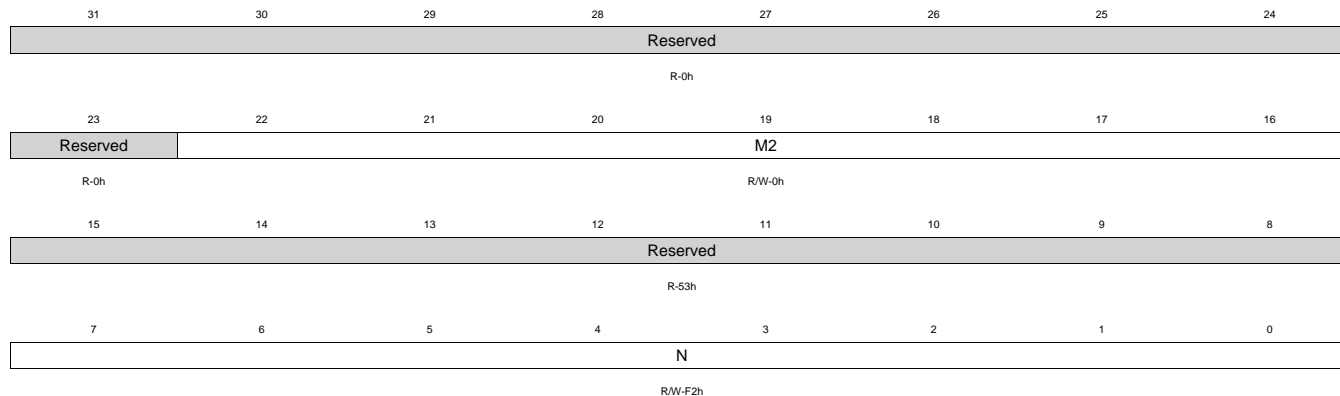 31 30 29 28 27 26 25 24
Reserved
R-0h
23 22 21 20 19 18 17 16
Reserved M2
R-0h R/W-0h
15 14 13 12 11 10 9 8
Reserved
R-53h
7 6 5 4 3 2 1 0
N
R/W-F2h